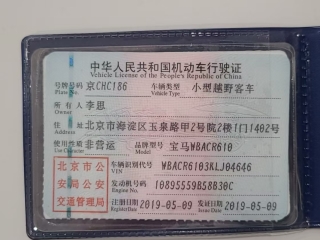 中华人民共和国机动车行驶证
Vehicle License of the People's Republic of China
号牌号码 京CHC186 车辆类型 小型越野客车
Plate No. Vehicle Type
所有人 李恩
Owner
住址 北京市海淀区玉泉路甲2号院2楼1门1402号
Address
使用性质 非营运 品牌型号 宝马WBACR610
Use Character Model
北京市公安局公安交通管理局
车辆识别代号 WBACR6103KLJ04646
VIN
发动机号码 10895559B58B30C
Engine No.
注册日期 2019-05-09 发证日期 2019-05-09
Register Date Issue Date